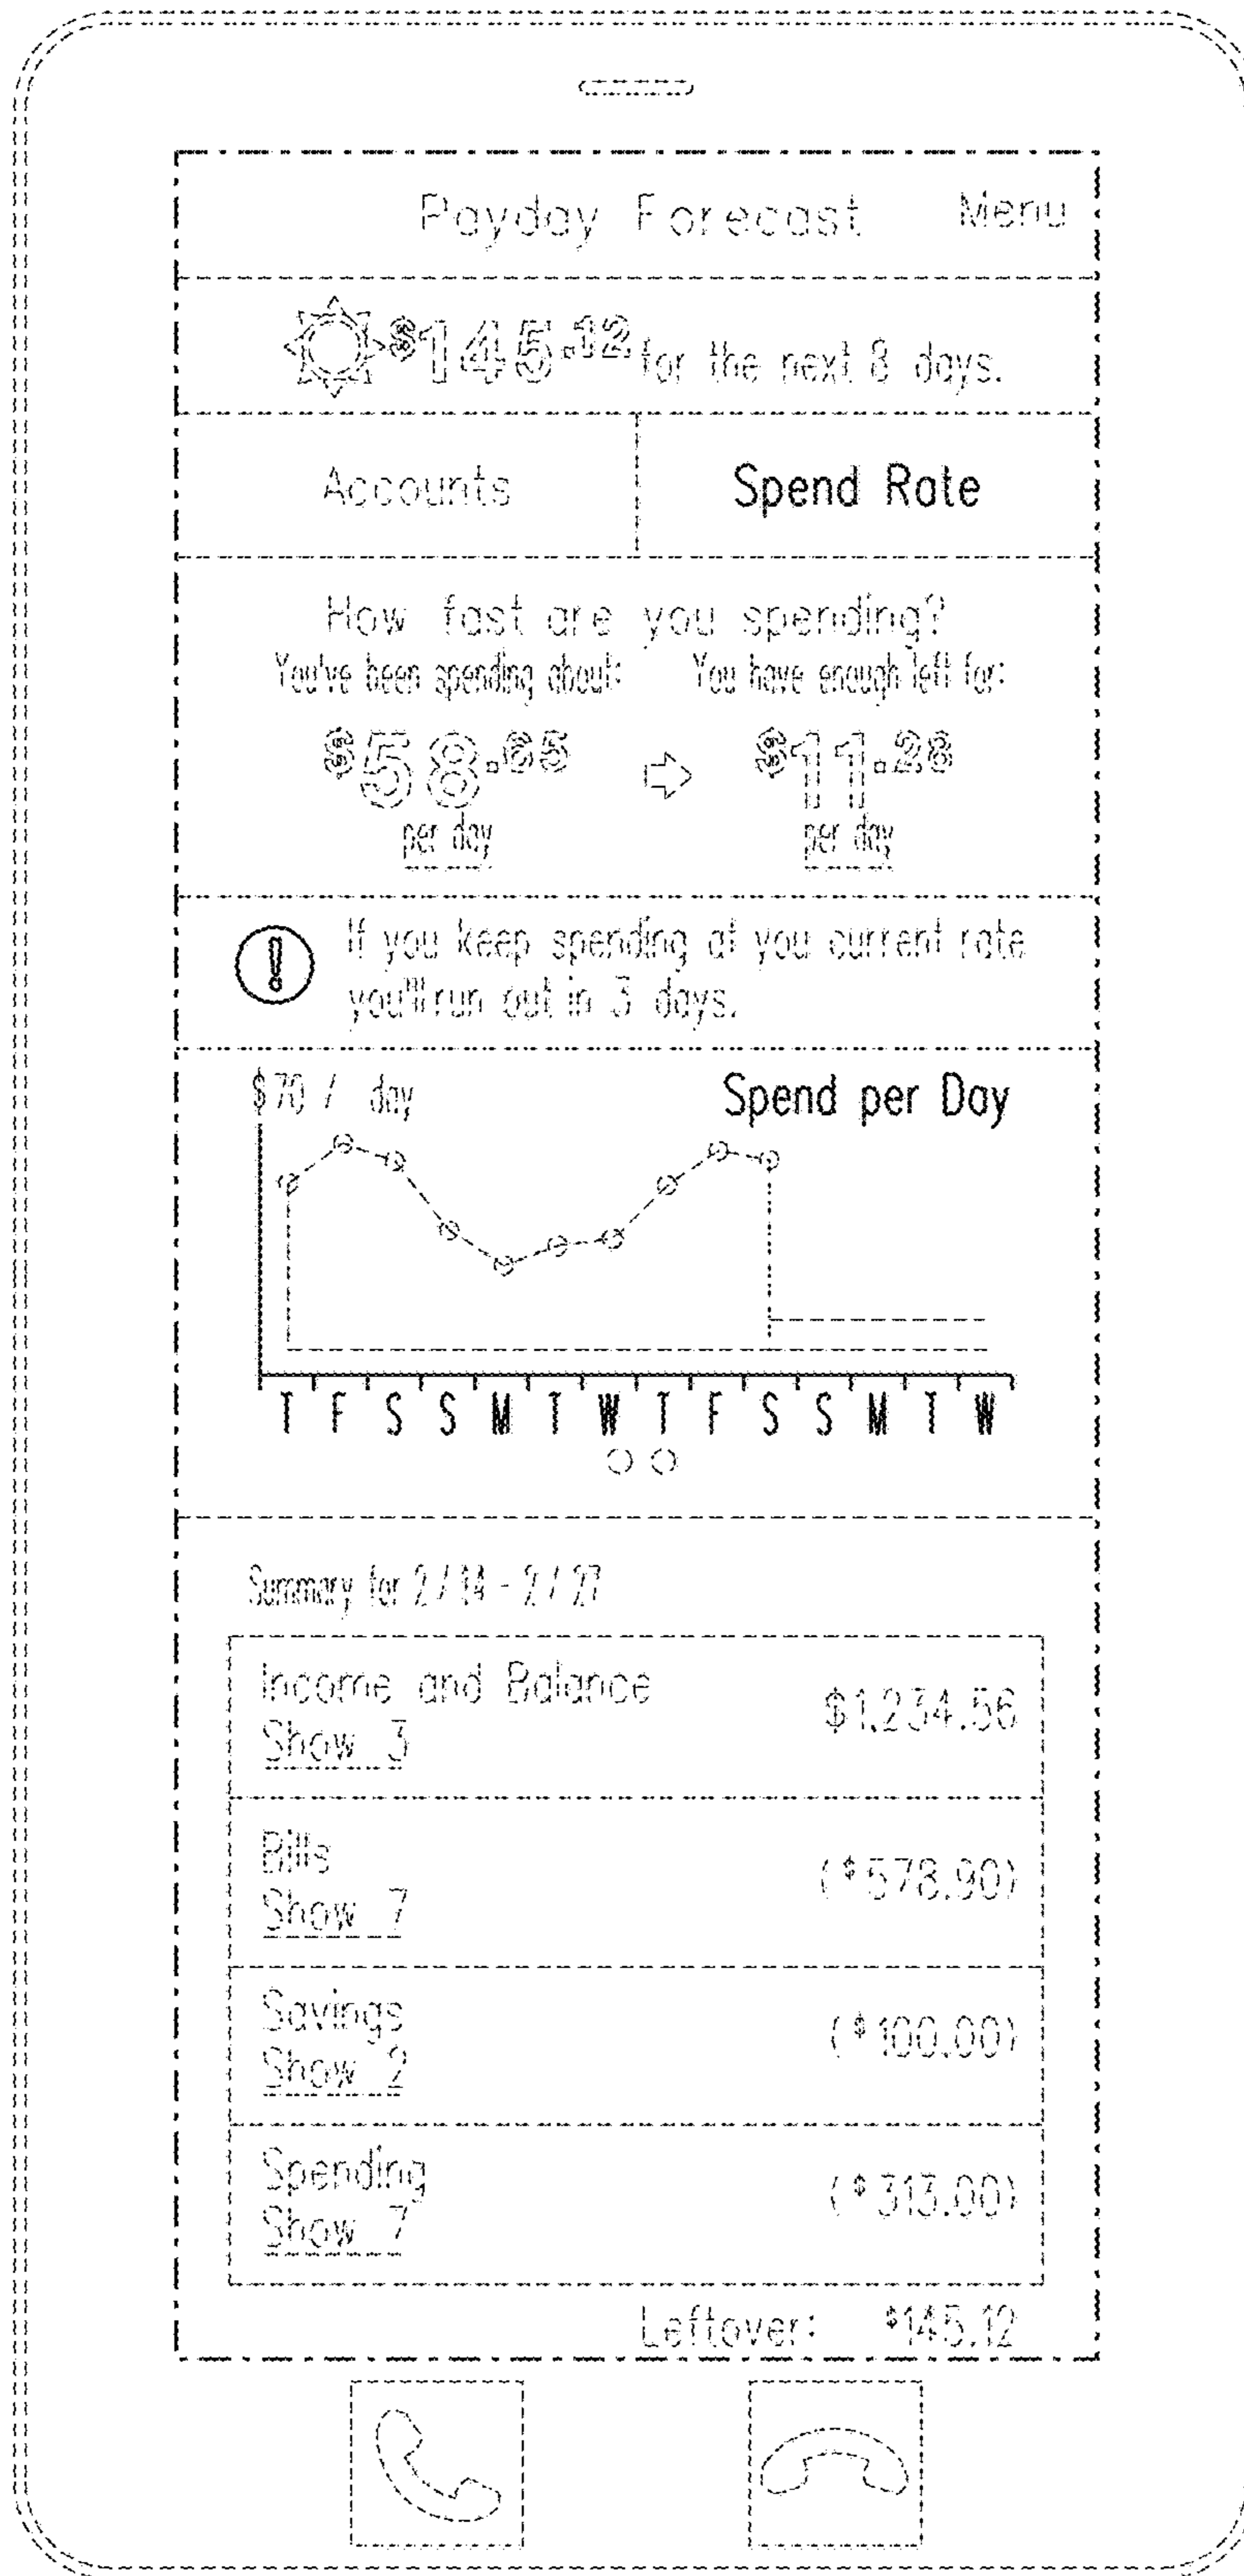 Payday Forecast Menu
$145.12 for the next 8 days.
Accounts Spend Rate
How fast are you spending?
You've been spending about: You have enough left for:
$58.65 $11.28
per day per day
If you keep spending at you current rate
you'll run out in 3 days.
$70 / day Spend per Day
T F S S M T W T F S S M T W
Summary for 2/14 - 2/27
Income and Balance $1,234.56
Show 3
Bills ($578.90)
Show 7
Savings ($100.00)
Show 2
Spending ($313.00)
Show 7
Leftover: $145.12